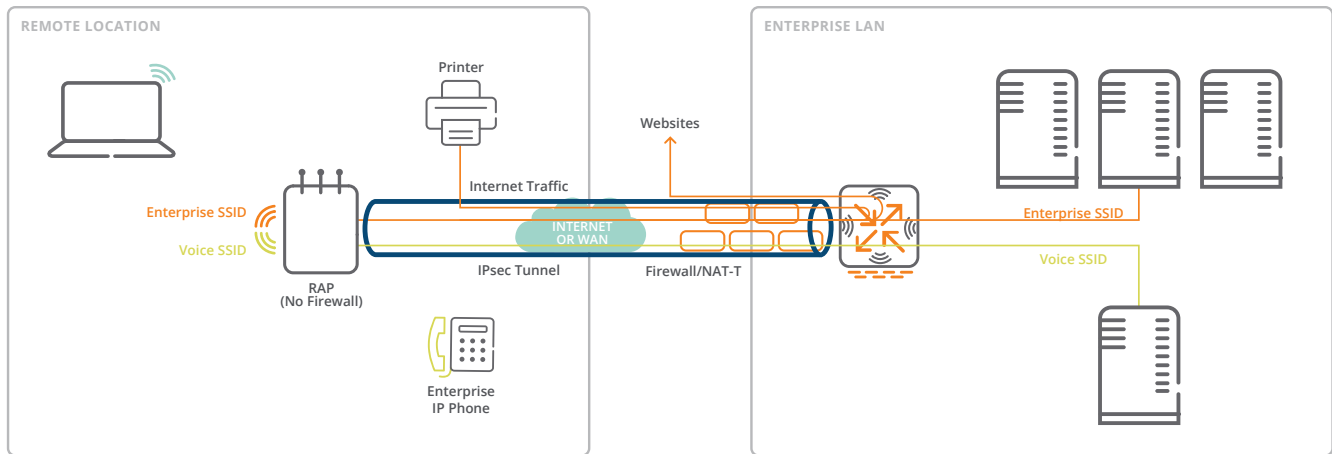 REMOTE LOCATION
ENTERPRISE LAN
Printer
Websites
Internet Traffic
Enterprise SSID
Voice SSID
INTERNET
OR WAN
IPsec Tunnel
Firewall/NAT-T
Enterprise SSID
Voice SSID
RAP
(No Firewall)
Enterprise
IP Phone